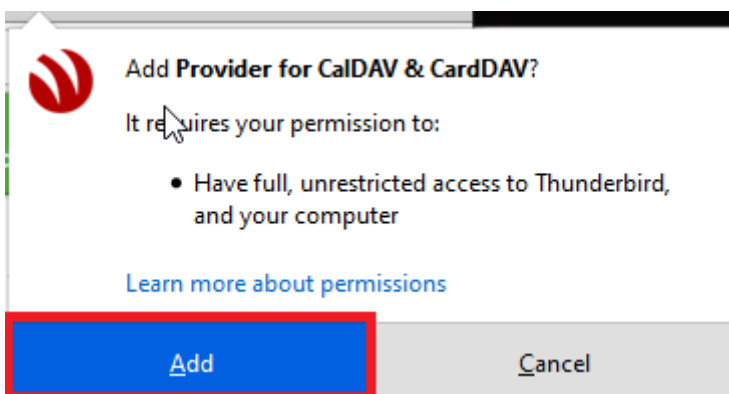 Add Provider for CalDAV & CardDAV?
It requires your permission to:
• Have full, unrestricted access to Thunderbird,
and your computer
Learn more about permissions
Add
Cancel